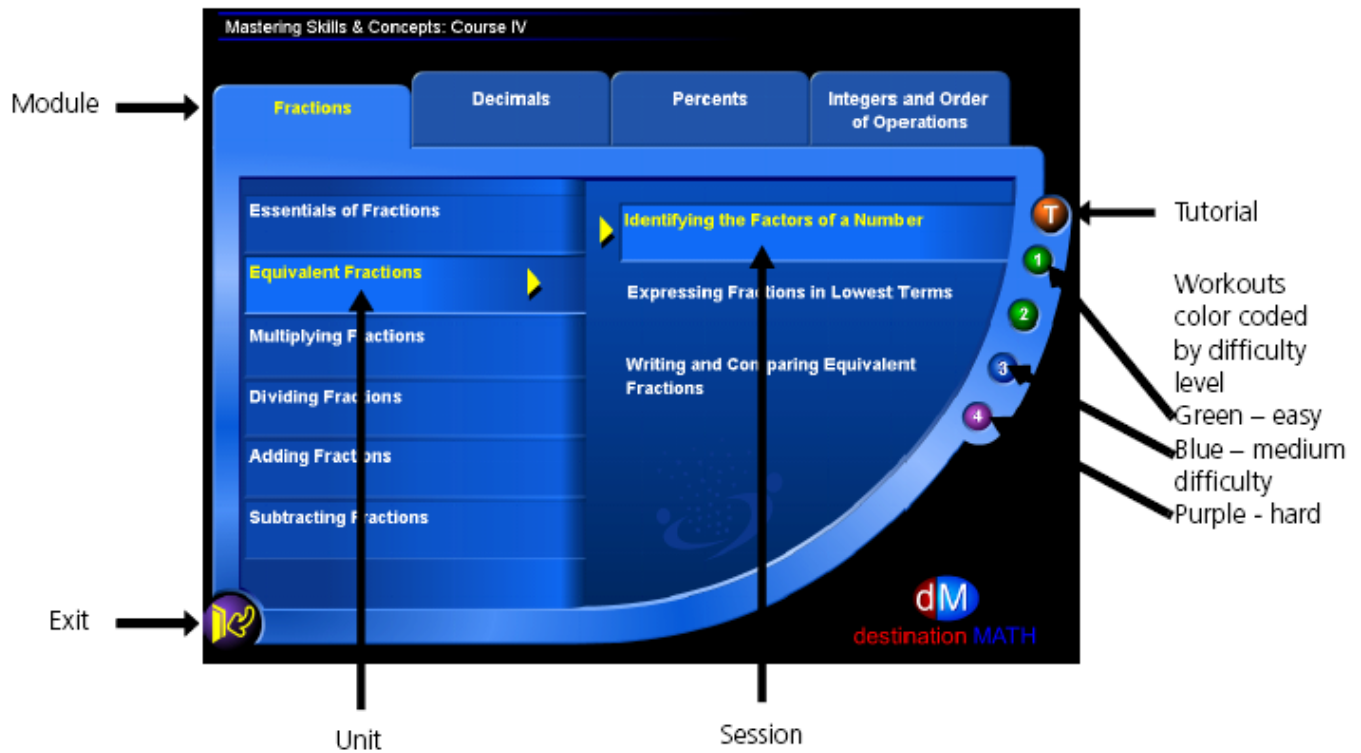 Mastering Skills & Concepts: Course IV
Module
Fractions
Decimals
Percents
Integers and Order
of Operations
Essentials of Fractions
Equivalent Fractions
Multiplying Fractions
Dividing Fractions
Adding Fractions
Subtracting Fractions
Identifying the Factors of a Number
Expressing Fractions in Lowest Terms
Writing and Comparing Equivalent
Fractions
T
1
2
3
4
Tutorial
Workouts
color coded
by difficulty
level
Green – easy
Blue – medium
difficulty
Purple - hard
Exit
dM
destination MATH
Unit
Session